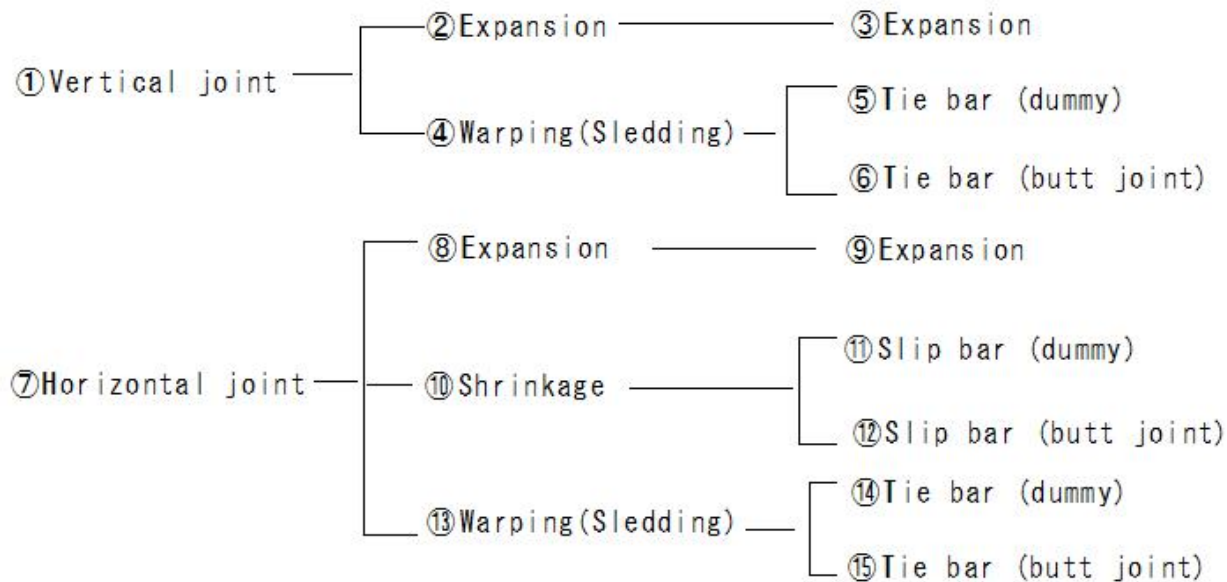 ②Expansion
③Expansion
①Vertical joint
⑤Tie bar (dummy)
④Warping(Sledding)
⑥Tie bar (butt joint)
⑧Expansion
⑨Expansion
⑪Slip bar (dummy)
⑦Horizontal joint
⑩Shrinkage
⑫Slip bar (butt joint)
⑭Tie bar (dummy)
⑬Warping(Sledding)
⑮Tie bar (butt joint)